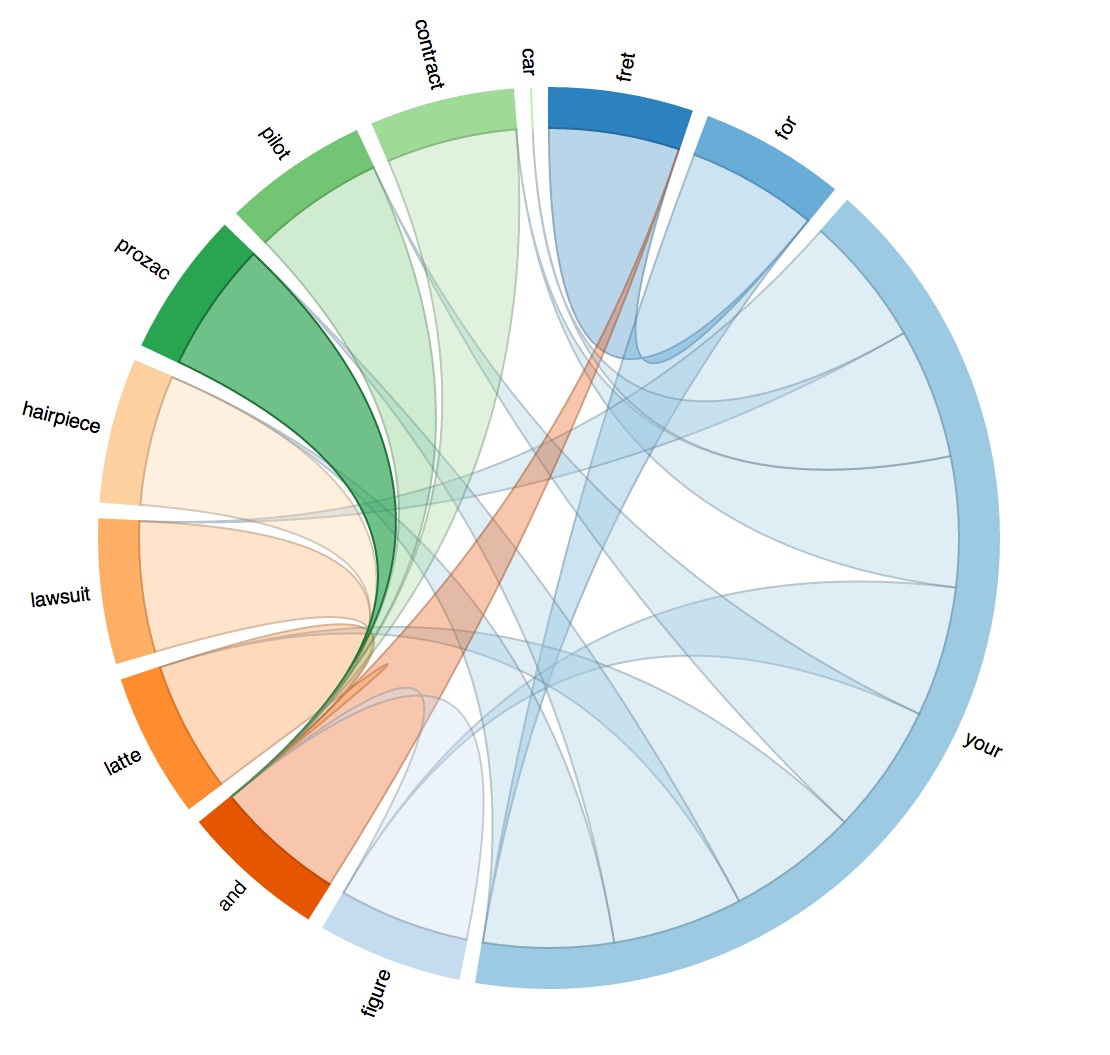 fret
for
your
figure
and
latte
lawsuit
hairpiece
prozac
pilot
contract
car